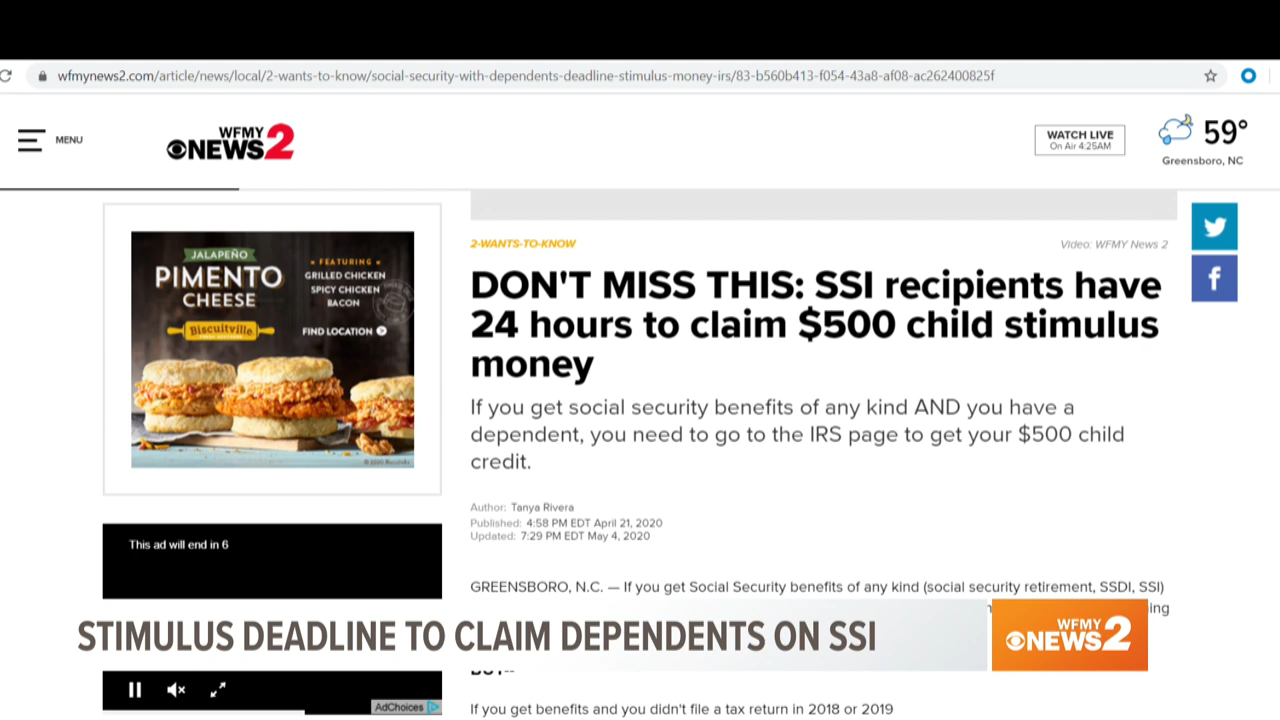 wfmynews2.com/article/news/local/2-wants-to-know/social-security-with-dependents-deadline-stimulus-money-irs/83-b560b413-f054-43a8-af08-ac262400825f
MENU
WFMY
NEWS 2
WATCH LIVE
On Air 4:25AM
59°
Greensboro, NC
JALAPEÑO
PIMENTO
CHEESE
Biscuitville
FEATURING
GRILLED CHICKEN
SPICY CHICKEN
BACON
FIND LOCATION
2-WANTS-TO-KNOW
Video: WFMY News 2
DON'T MISS THIS: SSI recipients have
24 hours to claim $500 child stimulus
money
If you get social security benefits of any kind AND you have a
dependent, you need to go to the IRS page to get your $500 child
credit.
Author: Tanya Rivera
Published: 4:58 PM EDT April 21, 2020
Updated: 7:29 PM EDT May 4, 2020
This ad will end in 6
GREENSBORO, N.C. — If you get Social Security benefits of any kind (social security retirement, SSDI, SSI)
STIMULUS DEADLINE TO CLAIM DEPENDENTS ON SSI
WFMY
NEWS 2
AdChoices
If you get benefits and you didn't file a tax return in 2018 or 2019